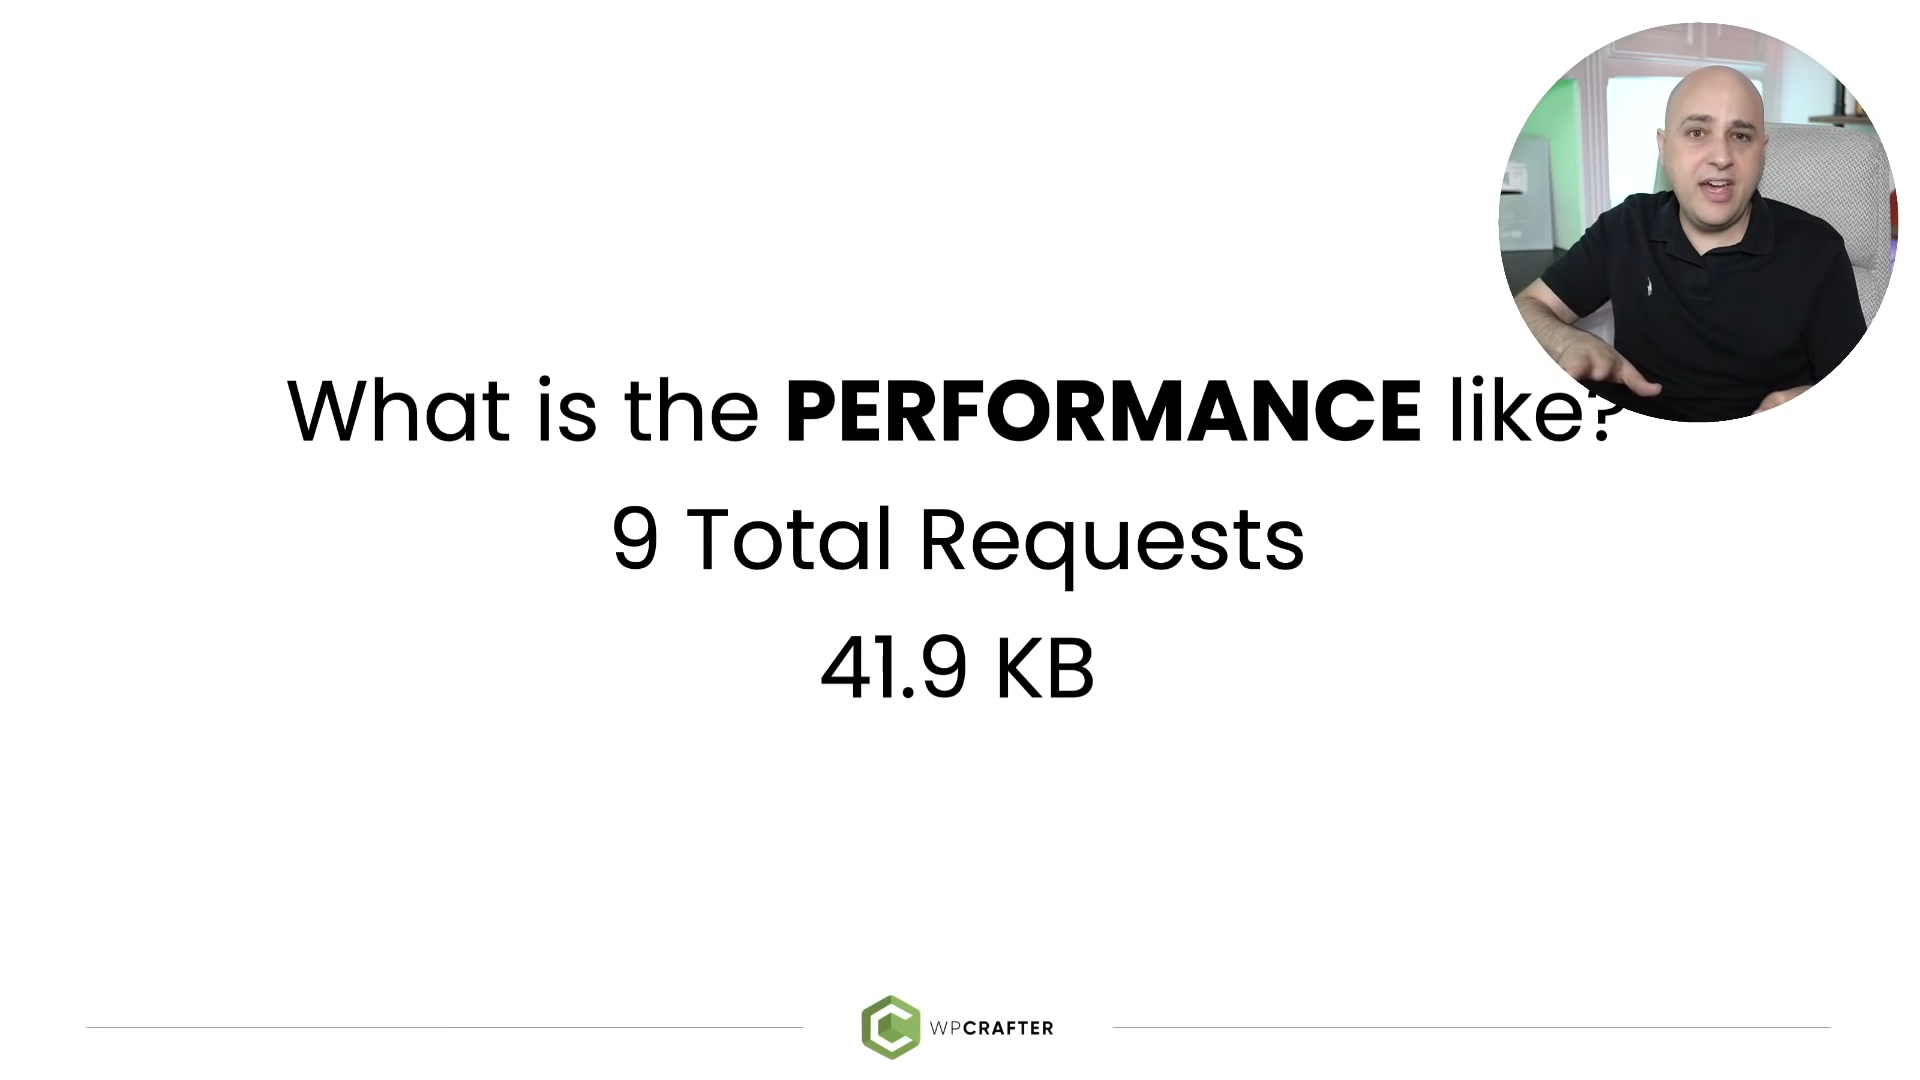 What is the PERFORMANCE like?
9 Total Requests
41.9 KB
WPCRAFTER